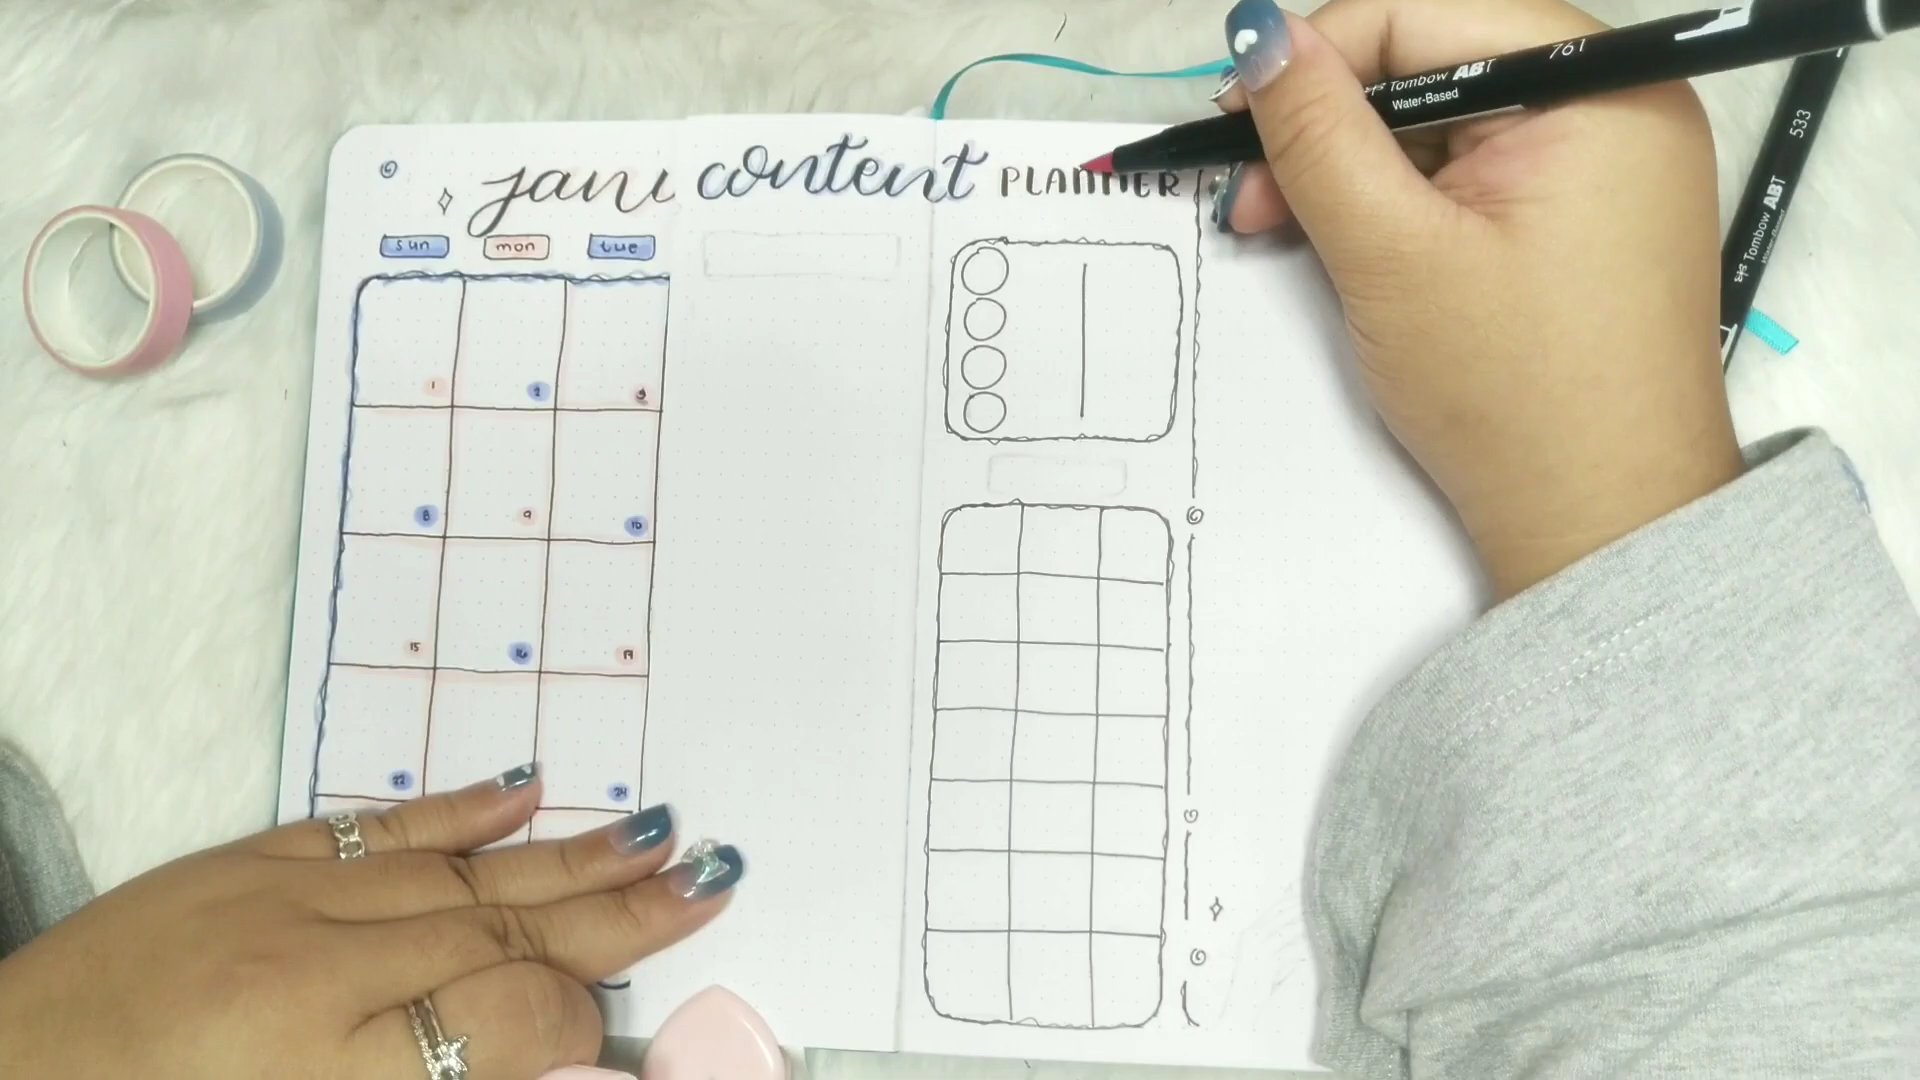 jani content PLANNER
sun mon tue
1 2 3
8 9 10
15 16 17
22 24
Tombow ABT 761
Water-Based
Tombow ABT 533